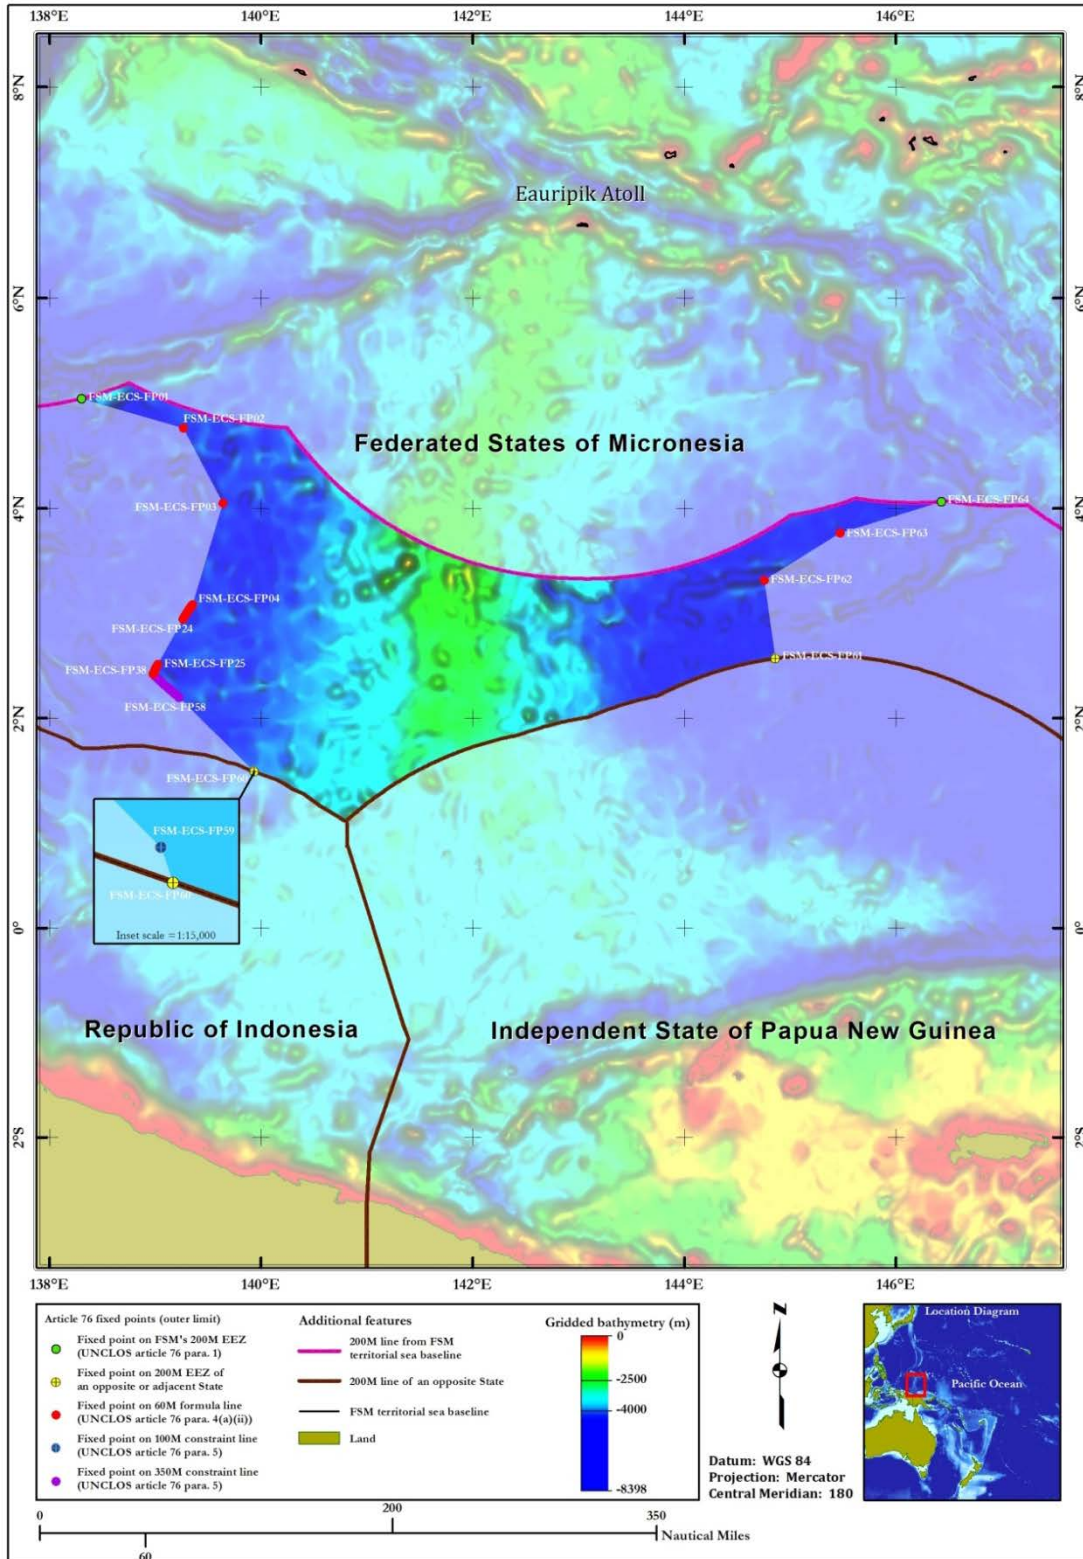 138°E 140°E 142°E 144°E 146°E
8°N 8°N
Eauripik Atoll
6°N 6°N
FSM-ECS-FP01
FSM-ECS-FP02
Federated States of Micronesia
FSM-ECS-FP03
FSM-ECS-FP64
4°N 4°N
FSM-ECS-FP63
FSM-ECS-FP62
FSM-ECS-FP04
FSM-ECS-FP24
FSM-ECS-FP25
FSM-ECS-FP38
FSM-ECS-FP61
FSM-ECS-FP58
2°N 2°N
FSM-ECS-FP60
FSM-ECS-FP59
FSM-ECS-FP60
Inset scale = 1:15,000
0° 0°
Republic of Indonesia
Independent State of Papua New Guinea
2°S 2°S
138°E 140°E 142°E 144°E 146°E
Article 76 fixed points (outer limit)
Fixed point on FSM's 200M EEZ
(UNCLOS article 76 para. 1)
Fixed point on 200M EEZ of
an opposite or adjacent State
Fixed point on 60M formula line
(UNCLOS article 76 para. 4(a)(ii))
Fixed point on 100M constraint line
(UNCLOS article 76 para. 5)
Fixed point on 350M constraint line
(UNCLOS article 76 para. 5)
Additional features
200M line from FSM
territorial sea baseline
200M line of an opposite State
FSM territorial sea baseline
Land
Gridded bathymetry (m)
0
-2500
-4000
-8398
N
Datum: WGS 84
Projection: Mercator
Central Meridian: 180
Location Diagram
Pacific Ocean
0 200 350
Nautical Miles
60